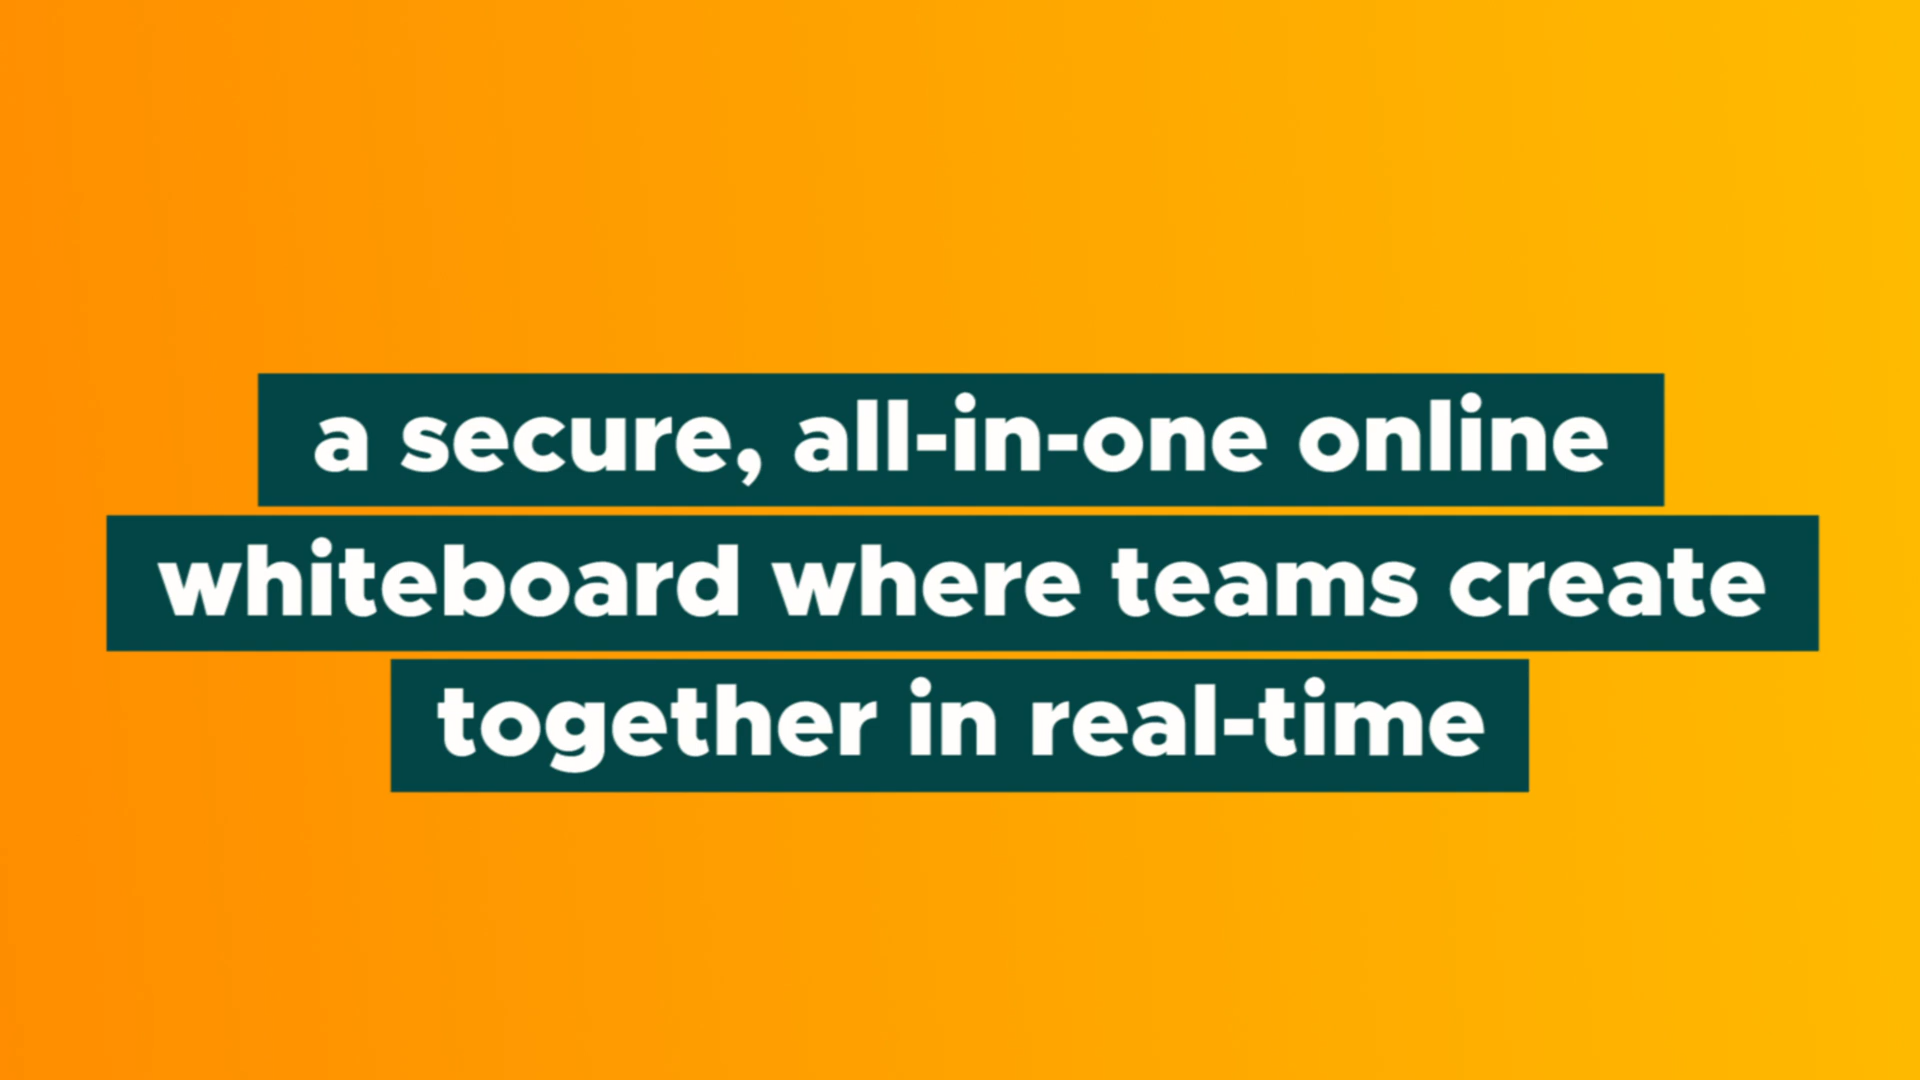 a secure, all-in-one online
whiteboard where teams create
together in real-time